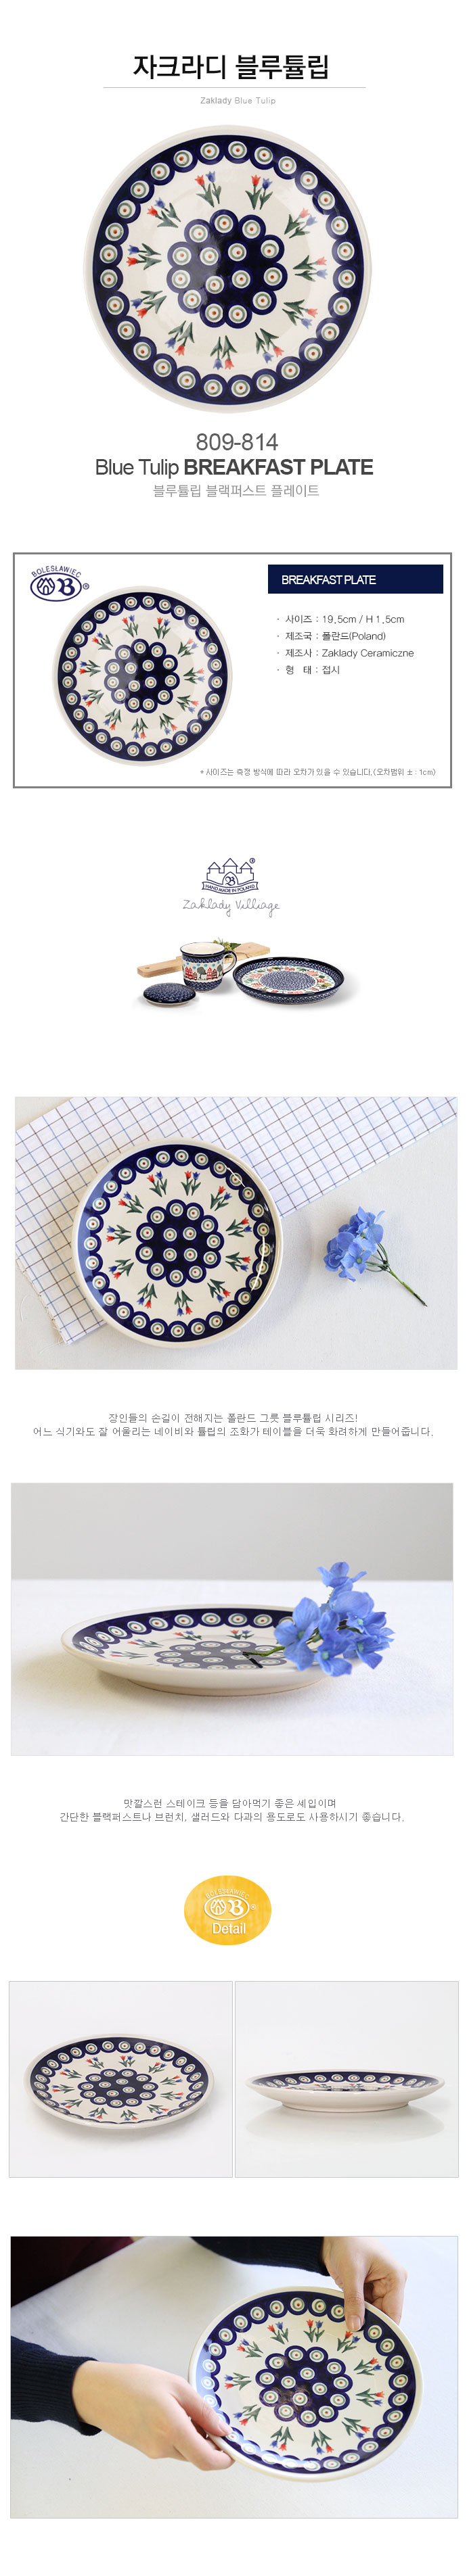 자크라디 블루튤립
Zaklady Blue Tulip
809-814
Blue Tulip BREAKFAST PLATE
블루튤립 블랙퍼스트 플레이트
BOLESŁAWIEC
B ®
BREAKFAST PLATE
· 사이즈 : 19.5cm / H 1.5cm
· 제조국 : 폴란드(Poland)
· 제조사 : Zaklady Ceramiczne
· 형 태 : 접시
* 사이즈는 측정 방식에 따라 오차가 있을 수 있습니다.(오차범위 ± : 1cm)
HAND MADE IN POLAND
Zaklady Villiage
장인들의 손길이 전해지는 폴란드 그릇 블루튤립 시리즈!
어느 식기와도 잘 어울리는 네이비와 튤립의 조화가 테이블을 더욱 화려하게 만들어줍니다.
맛깔스런 스테이크 등을 담아먹기 좋은 셰입이며
간단한 블랙퍼스트나 브런치, 샐러드와 다과의 용도로도 사용하시기 좋습니다.
BOLESŁAWIEC
B ®
Detail